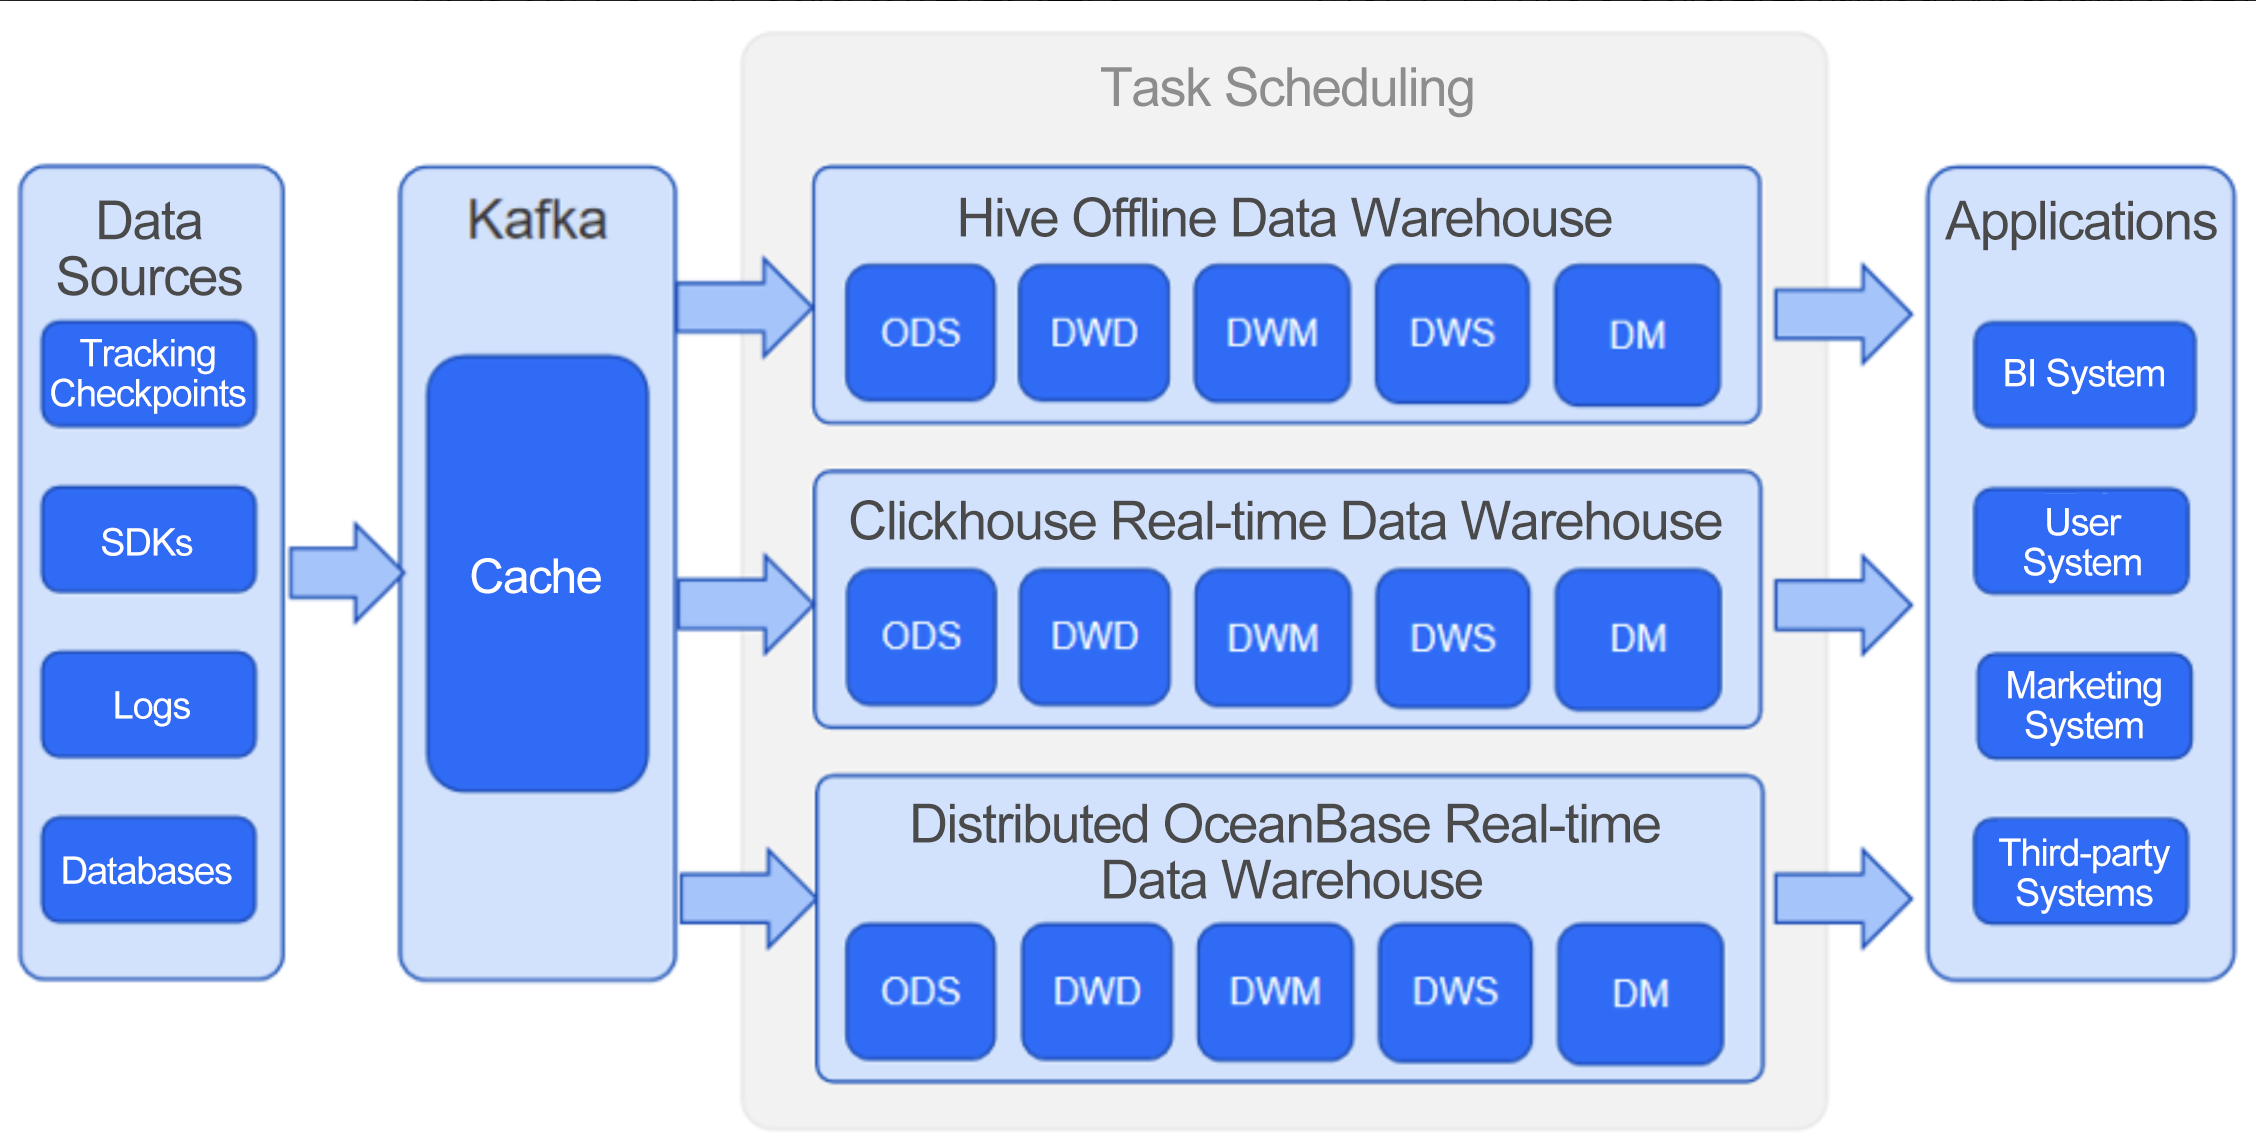 Task Scheduling
Data
Sources
Tracking
Checkpoints
SDKs
Logs
Databases
Kafka
Cache
Hive Offline Data Warehouse
ODS
DWD
DWM
DWS
DM
Clickhouse Real-time Data Warehouse
ODS
DWD
DWM
DWS
DM
Distributed OceanBase Real-time
Data Warehouse
ODS
DWD
DWM
DWS
DM
Applications
BI System
User
System
Marketing
System
Third-party
Systems